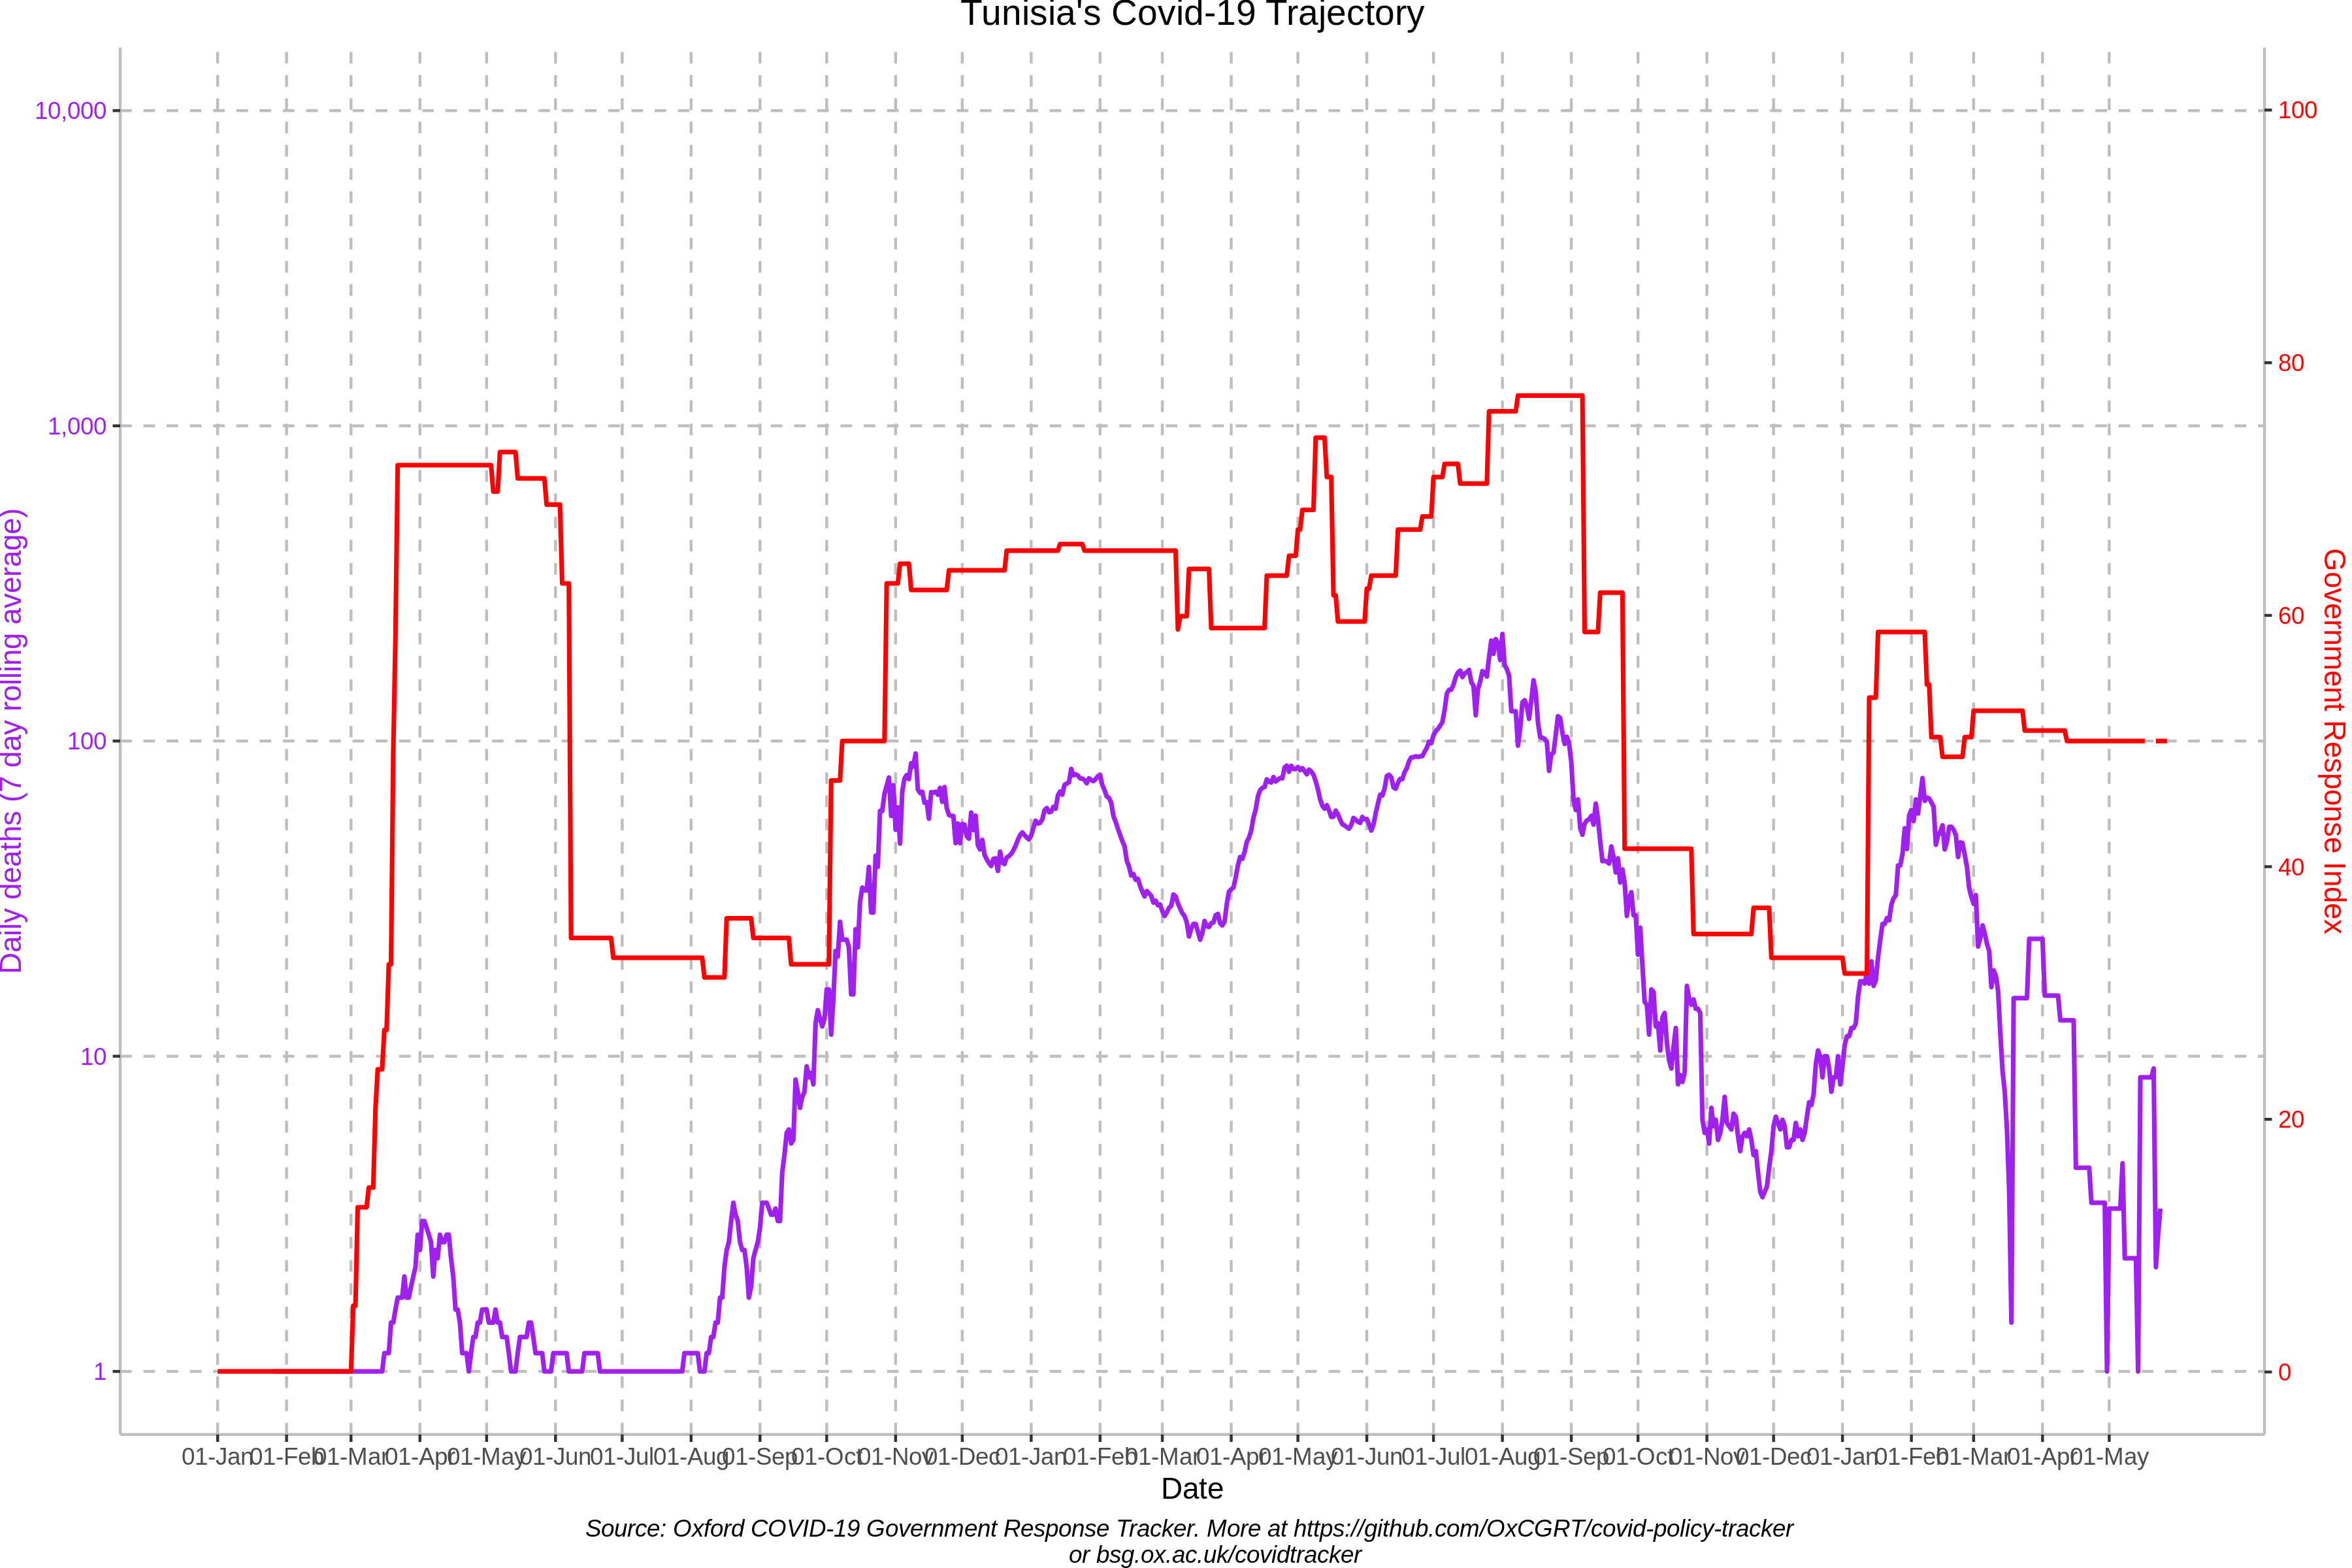 Tunisia's Covid-19 Trajectory
10,000
1,000
100
10
1
Daily deaths (7 day rolling average)
100
80
60
40
20
0
Government Response Index
01-Jan 01-Feb 01-Mar 01-Apr 01-May 01-Jun 01-Jul 01-Aug 01-Sep 01-Oct 01-Nov 01-Dec 01-Jan 01-Feb 01-Mar 01-Apr 01-May 01-Jun 01-Jul 01-Aug 01-Sep 01-Oct 01-Nov 01-Dec 01-Jan 01-Feb 01-Mar 01-Apr 01-May
Date
Source: Oxford COVID-19 Government Response Tracker. More at https://github.com/OxCGRT/covid-policy-tracker
or bsg.ox.ac.uk/covidtracker